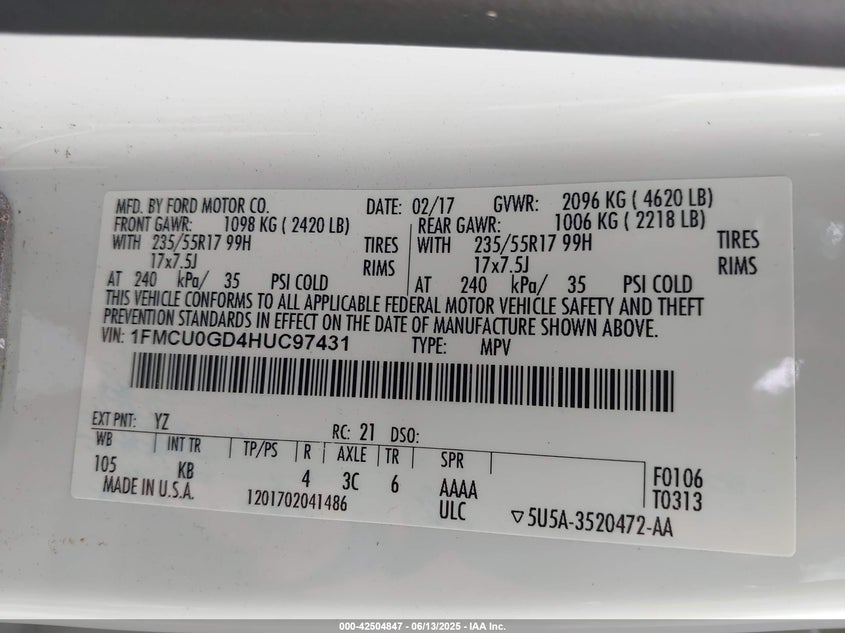 MFD. BY FORD MOTOR CO. DATE: 02/17 GVWR: 2096 KG ( 4620 LB)
FRONT GAWR: 1098 KG ( 2420 LB) REAR GAWR: 1006 KG ( 2218 LB)
WITH 235/55R17 99H TIRES WITH 235/55R17 99H TIRES
17x7.5J RIMS 17x7.5J RIMS
AT 240 kPa/ 35 PSI COLD AT 240 kPa/ 35 PSI COLD
THIS VEHICLE CONFORMS TO ALL APPLICABLE FEDERAL MOTOR VEHICLE SAFETY AND THEFT
PREVENTION STANDARDS IN EFFECT ON THE DATE OF MANUFACTURE SHOWN ABOVE.
VIN: 1FMCU0GD4HUC97431 TYPE: MPV
EXT PNT: YZ RC: 21 DSO:
WB INT TR TP/PS R AXLE TR SPR
105 KB 4 3C 6 AAAA F0106
MADE IN U.S.A. 1201702041486 ULC T0313
▽5U5A-3520472-AA
000-42504847 - 06/13/2025 - IAA Inc.